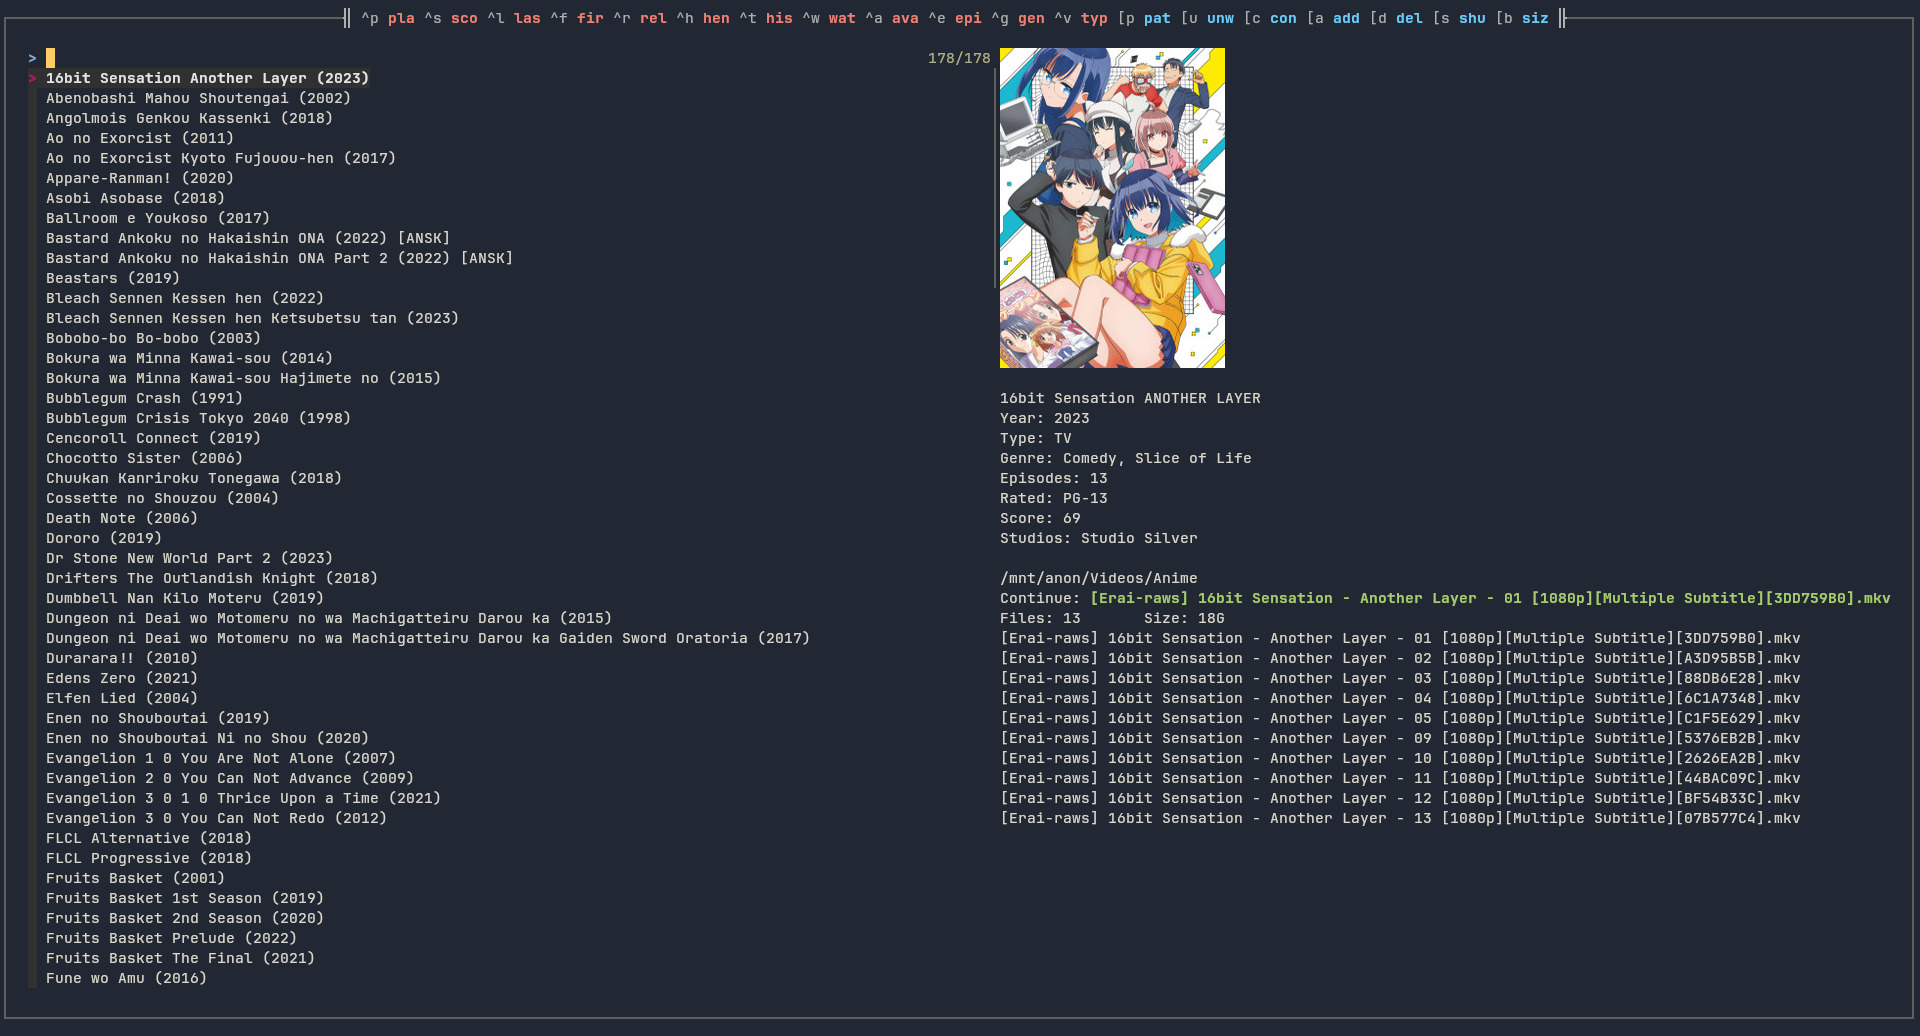 ^p pla ^s sco ^l las ^f fir ^r rel ^h hen ^t his ^w wat ^a ava ^e epi ^g gen ^v typ [p pat [u unw [c con [a add [d del [s shu [b siz
>
178/178
> 16bit Sensation Another Layer (2023)
Abenobashi Mahou Shoutengai (2002)
Angolmois Genkou Kassenki (2018)
Ao no Exorcist (2011)
Ao no Exorcist Kyoto Fujouou-hen (2017)
Appare-Ranman! (2020)
Asobi Asobase (2018)
Ballroom e Youkoso (2017)
Bastard Ankoku no Hakaishin ONA (2022) [ANSK]
Bastard Ankoku no Hakaishin ONA Part 2 (2022) [ANSK]
Beastars (2019)
Bleach Sennen Kessen hen (2022)
Bleach Sennen Kessen hen Ketsubetsu tan (2023)
Bobobo-bo Bo-bobo (2003)
Bokura wa Minna Kawai-sou (2014)
Bokura wa Minna Kawai-sou Hajimete no (2015)
Bubblegum Crash (1991)
Bubblegum Crisis Tokyo 2040 (1998)
Cencoroll Connect (2019)
Chocotto Sister (2006)
Chuukan Kanriroku Tonegawa (2018)
Cossette no Shouzou (2004)
Death Note (2006)
Dororo (2019)
Dr Stone New World Part 2 (2023)
Drifters The Outlandish Knight (2018)
Dumbbell Nan Kilo Moteru (2019)
Dungeon ni Deai wo Motomeru no wa Machigatteiru Darou ka (2015)
Dungeon ni Deai wo Motomeru no wa Machigatteiru Darou ka Gaiden Sword Oratoria (2017)
Durarara!! (2010)
Edens Zero (2021)
Elfen Lied (2004)
Enen no Shouboutai (2019)
Enen no Shouboutai Ni no Shou (2020)
Evangelion 1 0 You Are Not Alone (2007)
Evangelion 2 0 You Can Not Advance (2009)
Evangelion 3 0 1 0 Thrice Upon a Time (2021)
Evangelion 3 0 You Can Not Redo (2012)
FLCL Alternative (2018)
FLCL Progressive (2018)
Fruits Basket (2001)
Fruits Basket 1st Season (2019)
Fruits Basket 2nd Season (2020)
Fruits Basket Prelude (2022)
Fruits Basket The Final (2021)
Fune wo Amu (2016)
16bit Sensation ANOTHER LAYER
Year: 2023
Type: TV
Genre: Comedy, Slice of Life
Episodes: 13
Rated: PG-13
Score: 69
Studios: Studio Silver
/mnt/anon/Videos/Anime
Continue: [Erai-raws] 16bit Sensation - Another Layer - 01 [1080p][Multiple Subtitle][3DD759B0].mkv
Files: 13 Size: 18G
[Erai-raws] 16bit Sensation - Another Layer - 01 [1080p][Multiple Subtitle][3DD759B0].mkv
[Erai-raws] 16bit Sensation - Another Layer - 02 [1080p][Multiple Subtitle][A3D95B5B].mkv
[Erai-raws] 16bit Sensation - Another Layer - 03 [1080p][Multiple Subtitle][88DB6E28].mkv
[Erai-raws] 16bit Sensation - Another Layer - 04 [1080p][Multiple Subtitle][6C1A7348].mkv
[Erai-raws] 16bit Sensation - Another Layer - 05 [1080p][Multiple Subtitle][C1F5E629].mkv
[Erai-raws] 16bit Sensation - Another Layer - 09 [1080p][Multiple Subtitle][5376EB2B].mkv
[Erai-raws] 16bit Sensation - Another Layer - 10 [1080p][Multiple Subtitle][2626EA2B].mkv
[Erai-raws] 16bit Sensation - Another Layer - 11 [1080p][Multiple Subtitle][44BAC09C].mkv
[Erai-raws] 16bit Sensation - Another Layer - 12 [1080p][Multiple Subtitle][BF54B33C].mkv
[Erai-raws] 16bit Sensation - Another Layer - 13 [1080p][Multiple Subtitle][07B577C4].mkv